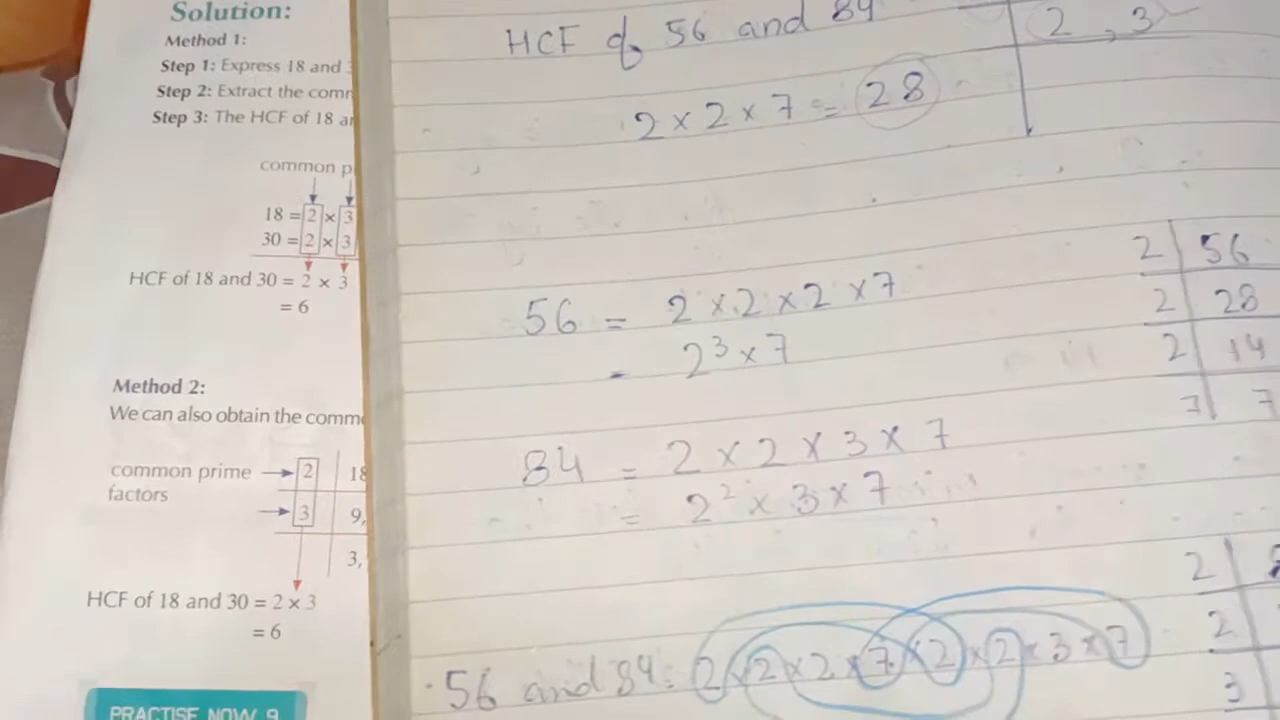 Solution:
Method 1:
Step 1: Express 18 and
Step 2: Extract the com
Step 3: The HCF of 18 a
common p
18 = 2 × 3
30 = 2 × 3
HCF of 18 and 30 = 2 × 3
= 6
Method 2:
We can also obtain the comm
common prime
factors
2 18
3 9,
3,
HCF of 18 and 30 = 2 × 3
= 6
PRACTISE NOW 9
HCF of 56 and 84
2 × 2 × 7 = 28
2, 3
56 = 2 × 2 × 2 × 7
= 2³ × 7
2 56
2 28
2 14
7 7
84 = 2 × 2 × 3 × 7
= 2² × 3 × 7
2
2
3
56 and 84 = 2 × 2 × 2 × 7 × 2 × 2 × 3 × 7